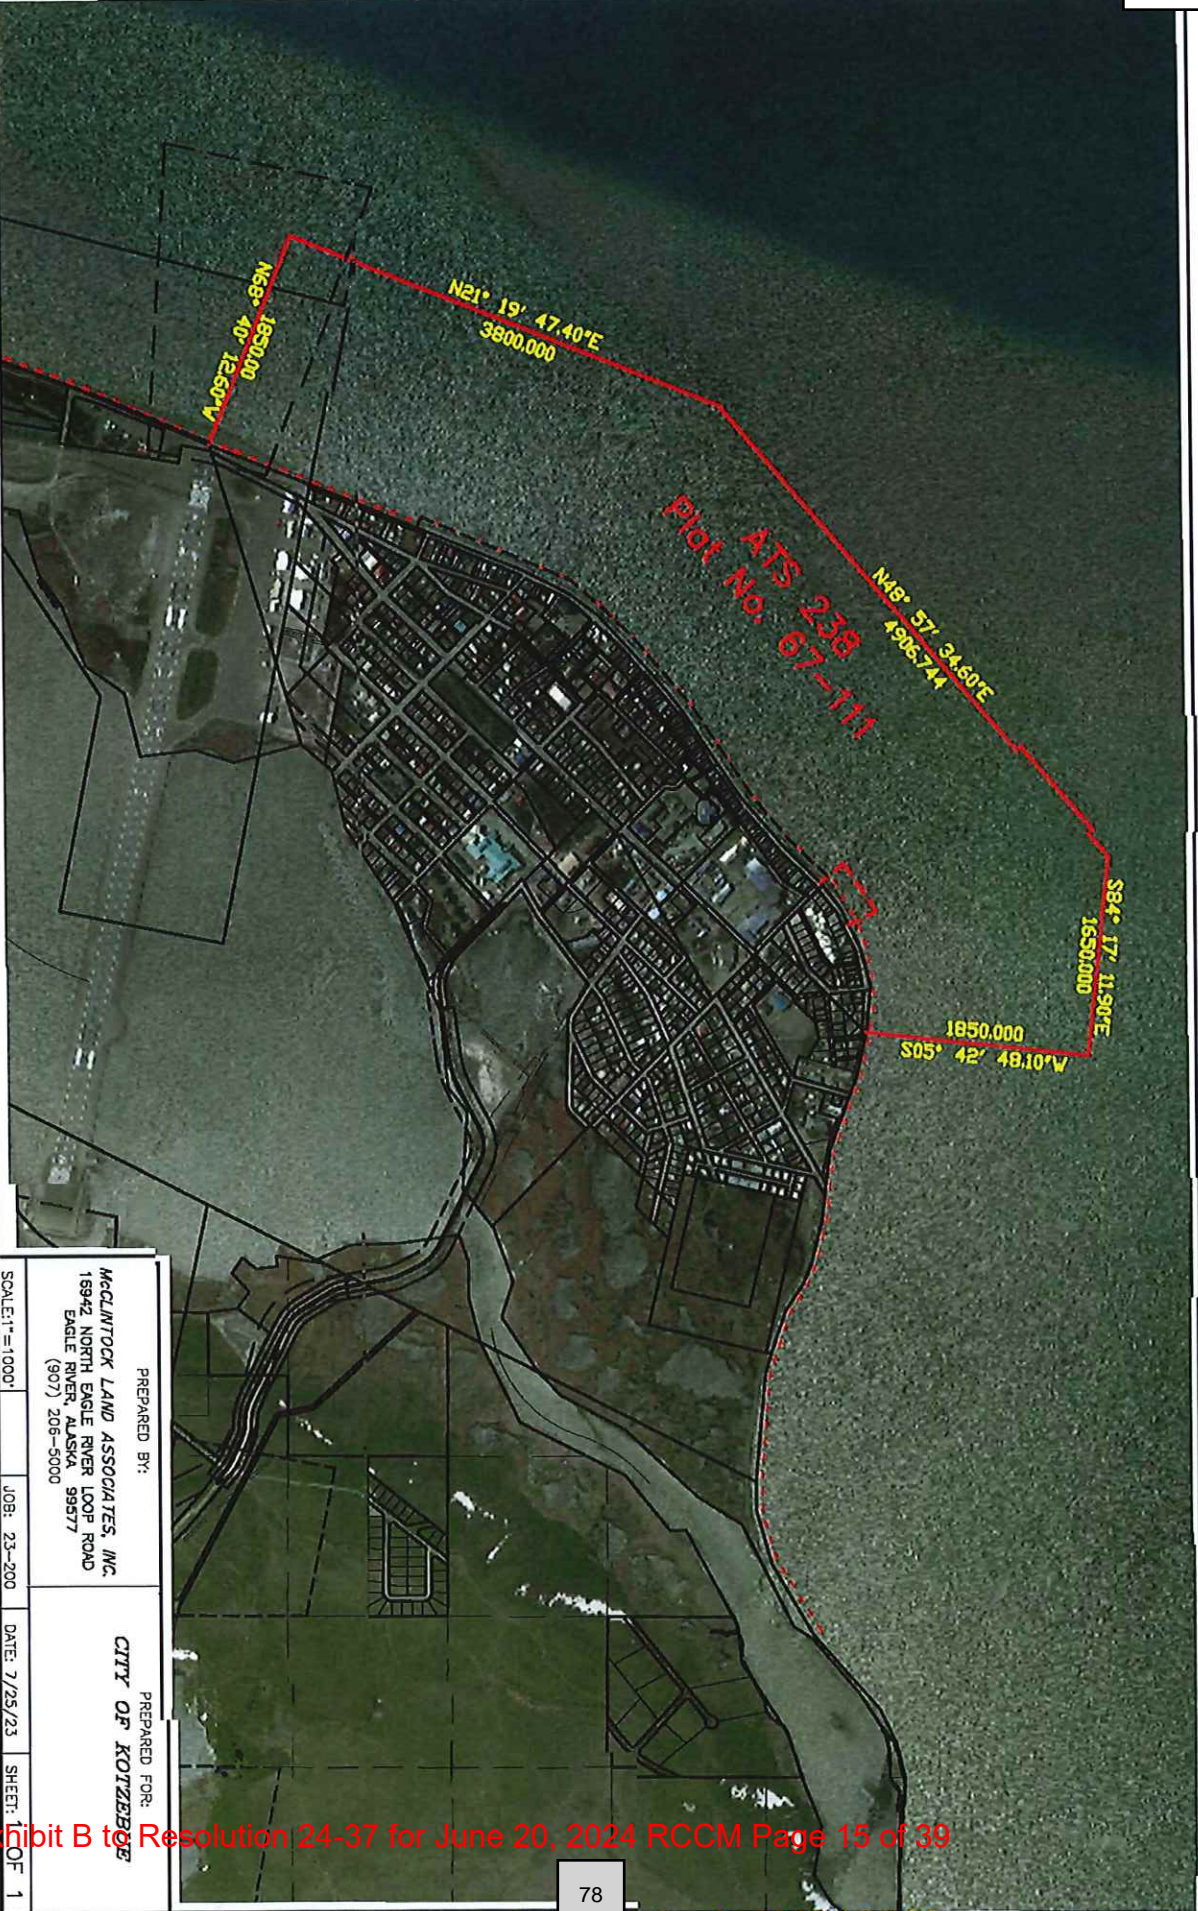 N68° 40' 12.60"W
1850.00
N21° 19' 47.40"E
3800.000
ATS 238
Plat No. 67-111
N48° 57' 34.60"E
4906.744
S84° 17' 11.90"E
1650.000
1850.000
S05° 42' 48.10"W
PREPARED BY:
McCLINTOCK LAND ASSOCIATES, INC.
16942 NORTH EAGLE RIVER LOOP ROAD
EAGLE RIVER, ALASKA 99577
(907) 206-5000
PREPARED FOR:
CITY OF KOTZEBUE
SCALE:1"=1000'
JOB: 23-200
DATE: 7/25/23
SHEET: 1 OF 1
hibit B to Resolution 24-37 for June 20, 2024 RCCM Page 15 of 39
78